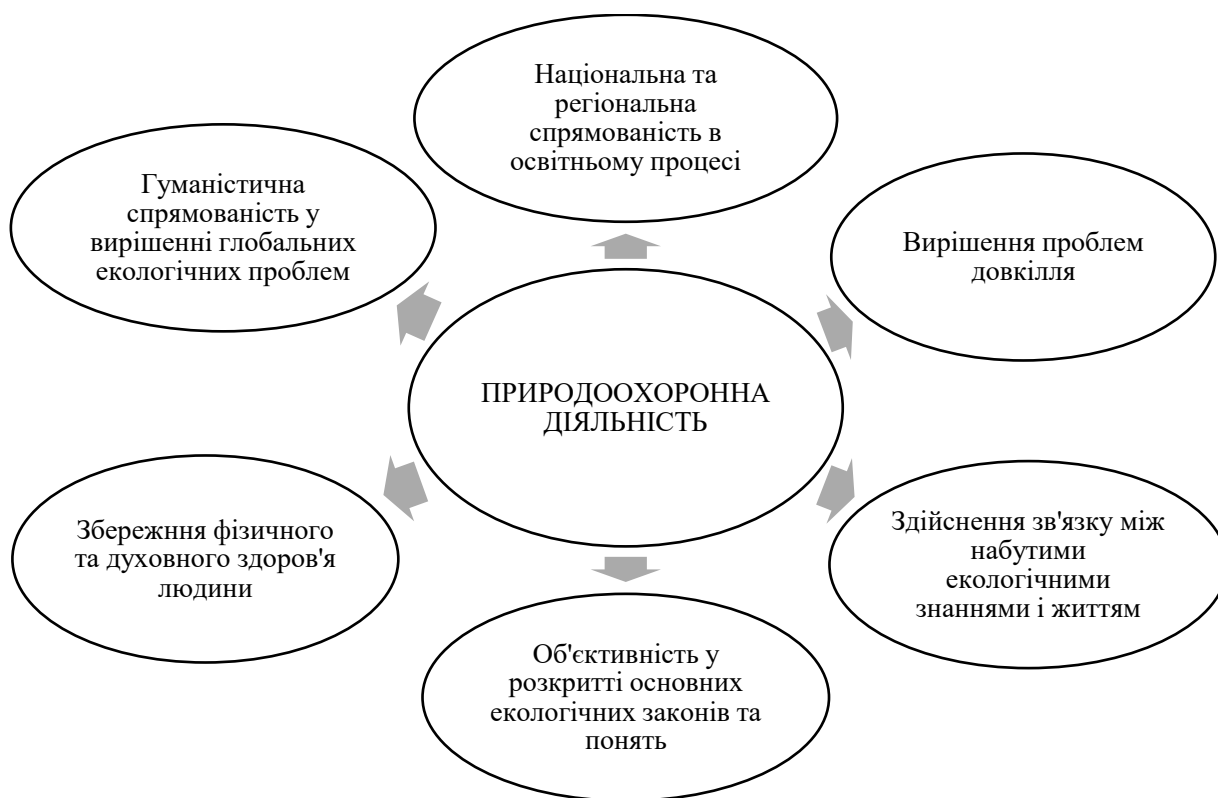 Національна та
регіональна
спрямованість в
освітньому процесі
Гуманістична
спрямованість у
вирішенні глобальних
екологічних проблем
Вирішення проблем
довкілля
ПРИРОДООХОРОННА
ДІЯЛЬНІСТЬ
Збережння фізичного
та духовного здоров'я
людини
Здійснення зв'язку між
набутими
екологічними
знаннями і життям
Об'єктивність у
розкритті основних
екологічних законів та
понять